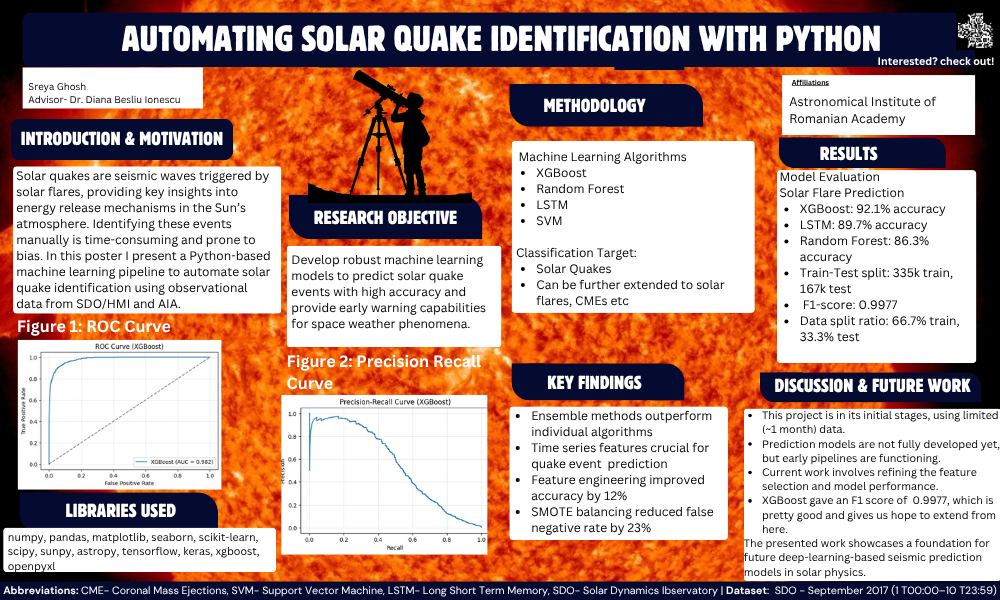 AUTOMATING SOLAR QUAKE IDENTIFICATION WITH PYTHON
Interested? check out!
Sreya Ghosh
Advisor- Dr. Diana Besliu Ionescu
Affiliations
Astronomical Institute of
Romanian Academy
INTRODUCTION & MOTIVATION
Solar quakes are seismic waves triggered by
solar flares, providing key insights into
energy release mechanisms in the Sun's
atmosphere. Identifying these events
manually is time-consuming and prone to
bias. In this poster I present a Python-based
machine learning pipeline to automate solar
quake identification using observational
data from SDO/HMI and AIA.
Figure 1: ROC Curve
ROC Curve (XGBoost)
True Positive Rate
1.0
0.8
0.6
0.4
0.2
0.0
XGBoost (AUC = 0.982)
0.0 0.2 0.4 0.6 0.8 1.0
False Positive Rate
LIBRARIES USED
numpy, pandas, matplotlib, seaborn, scikit-learn,
scipy, sunpy, astropy, tensorflow, keras, xgboost,
openpyxl
RESEARCH OBJECTIVE
Develop robust machine learning
models to predict solar quake
events with high accuracy and
provide early warning capabilities
for space weather phenomena.
Figure 2: Precision Recall
Curve
Precision-Recall Curve (XGBoost)
Precision
1.0
0.8
0.6
0.4
0.2
0.0
0.0 0.2 0.4 0.6 0.8 1.0
Recall
METHODOLOGY
Machine Learning Algorithms
• XGBoost
• Random Forest
• LSTM
• SVM
Classification Target:
• Solar Quakes
• Can be further extended to solar
flares, CMEs etc
KEY FINDINGS
• Ensemble methods outperform
individual algorithms
• Time series features crucial for
quake event prediction
• Feature engineering improved
accuracy by 12%
• SMOTE balancing reduced false
negative rate by 23%
RESULTS
Model Evaluation
Solar Flare Prediction
• XGBoost: 92.1% accuracy
• LSTM: 89.7% accuracy
• Random Forest: 86.3%
accuracy
• Train-Test split: 335k train,
167k test
• F1-score: 0.9977
• Data split ratio: 66.7% train,
33.3% test
DISCUSSION & FUTURE WORK
• This project is in its initial stages, using limited
(~1 month) data.
• Prediction models are not fully developed yet,
but early pipelines are functioning.
• Current work involves refining the feature
selection and model performance.
• XGBoost gave an F1 score of 0.9977, which is
pretty good and gives us hope to extend from
here.
The presented work showcases a foundation for
future deep-learning-based seismic prediction
models in solar physics.
Abbreviations: CME- Coronal Mass Ejections, SVM- Support Vector Machine, LSTM- Long Short Term Memory, SDO- Solar Dynamics Ibservatory | Dataset: SDO - September 2017 (1 T00:00–10 T23:59)